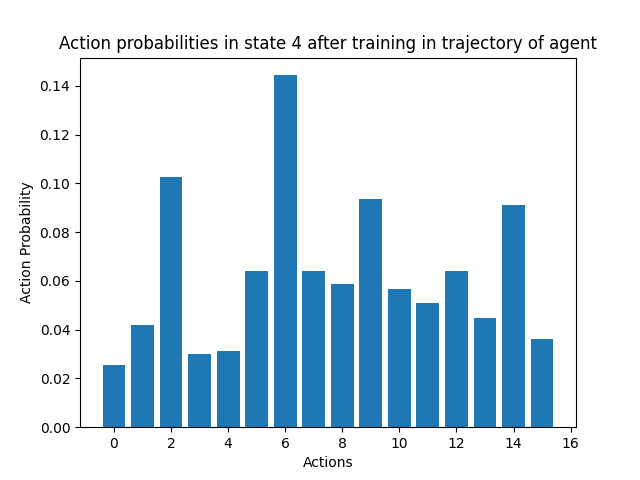 Action probabilities in state 4 after training in trajectory of agent
0.14
0.12
0.10
0.08
0.06
0.04
0.02
0.00
Action Probability
0 2 4 6 8 10 12 14 16
Actions